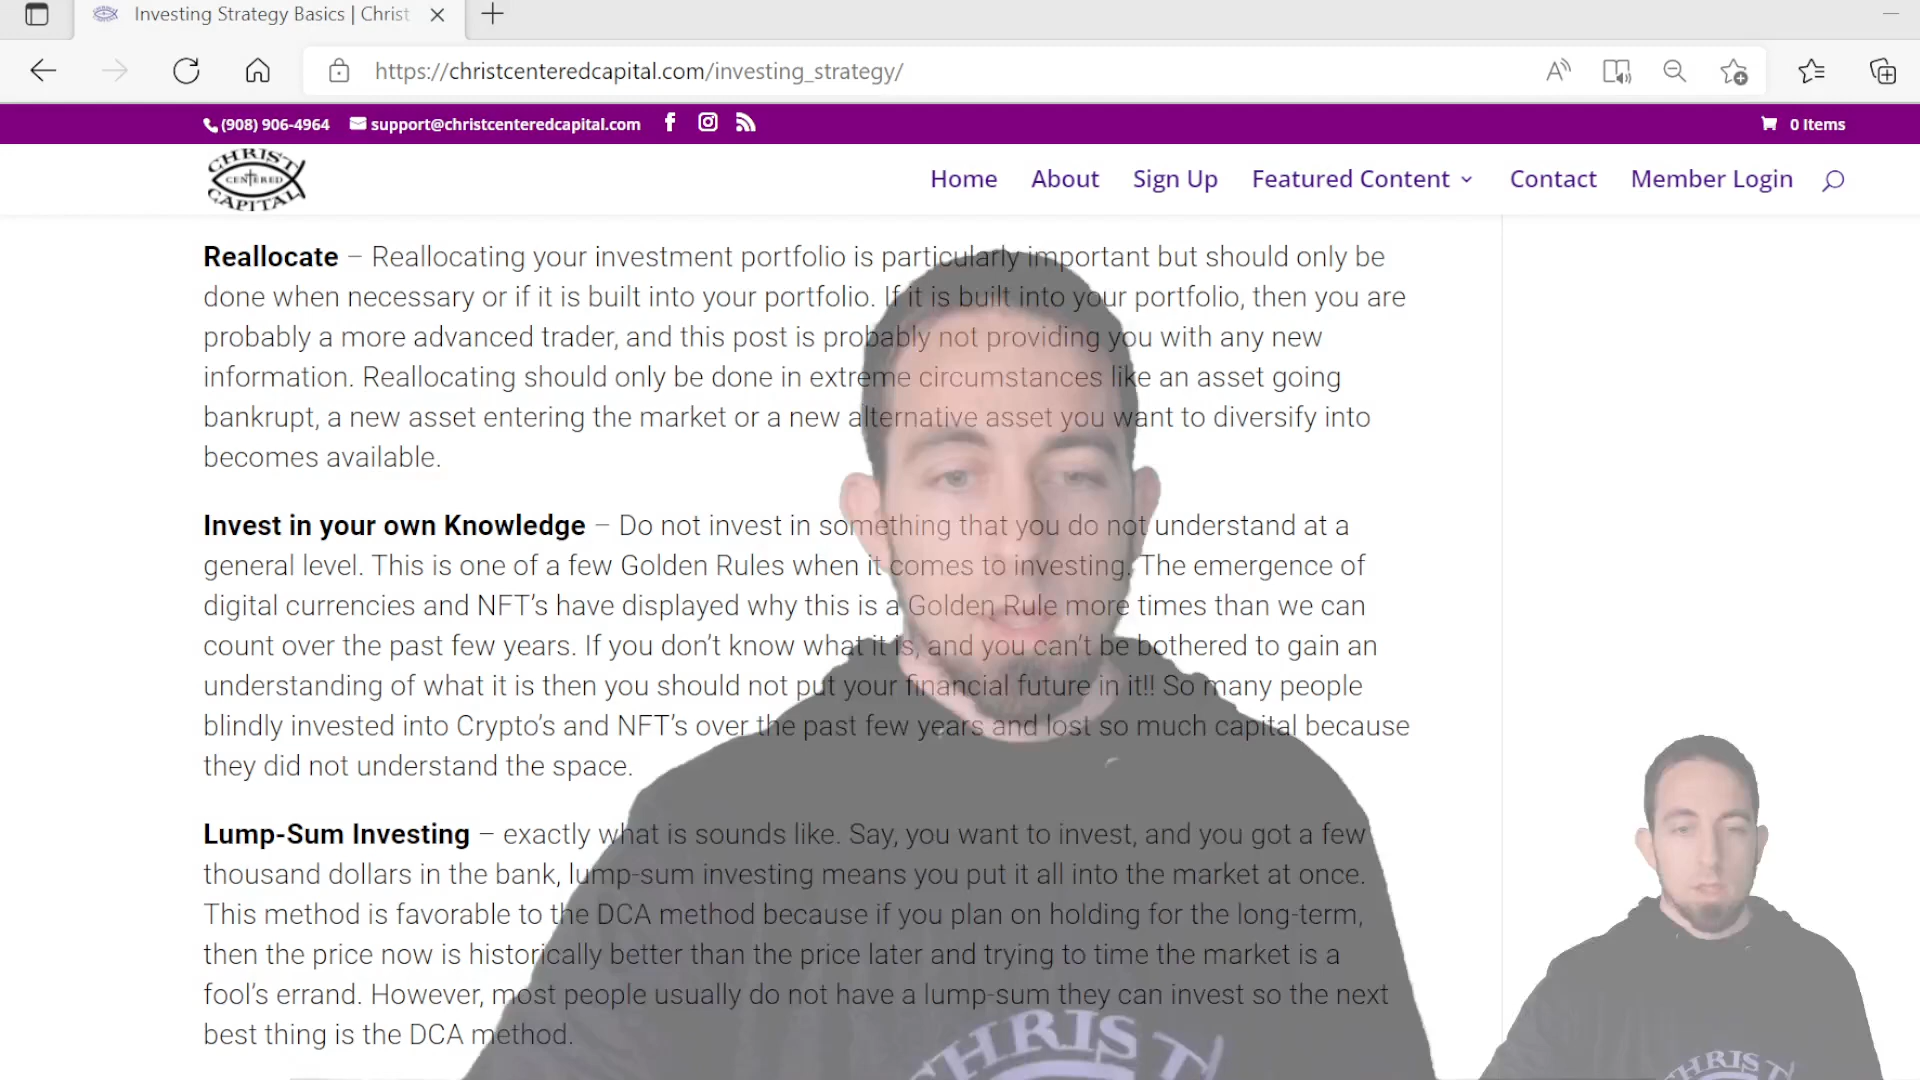 Investing Strategy Basics | Christ
https://christcenteredcapital.com/investing_strategy/
(908) 906-4964 support@christcenteredcapital.com 0 Items
CHRIST
CENTERED
CAPITAL
Home About Sign Up Featured Content Contact Member Login
Reallocate – Reallocating your investment portfolio is particularly important but should only be
done when necessary or if it is built into your portfolio. If it is built into your portfolio, then you are
probably a more advanced trader, and this post is probably not providing you with any new
information. Reallocating should only be done in extreme circumstances like an asset going
bankrupt, a new asset entering the market or a new alternative asset you want to diversify into
becomes available.
Invest in your own Knowledge – Do not invest in something that you do not understand at a
general level. This is one of a few Golden Rules when it comes to investing. The emergence of
digital currencies and NFT’s have displayed why this is a Golden Rule more times than we can
count over the past few years. If you don’t know what it is, and you can’t be bothered to gain an
understanding of what it is then you should not put your financial future in it!! So many people
blindly invested into Crypto’s and NFT’s over the past few years and lost so much capital because
they did not understand the space.
Lump-Sum Investing – exactly what is sounds like. Say, you want to invest, and you got a few
thousand dollars in the bank, lump-sum investing means you put it all into the market at once.
This method is favorable to the DCA method because if you plan on holding for the long-term,
then the price now is historically better than the price later and trying to time the market is a
fool’s errand. However, most people usually do not have a lump-sum they can invest so the next
best thing is the DCA method.
CHRIST
CHRIST